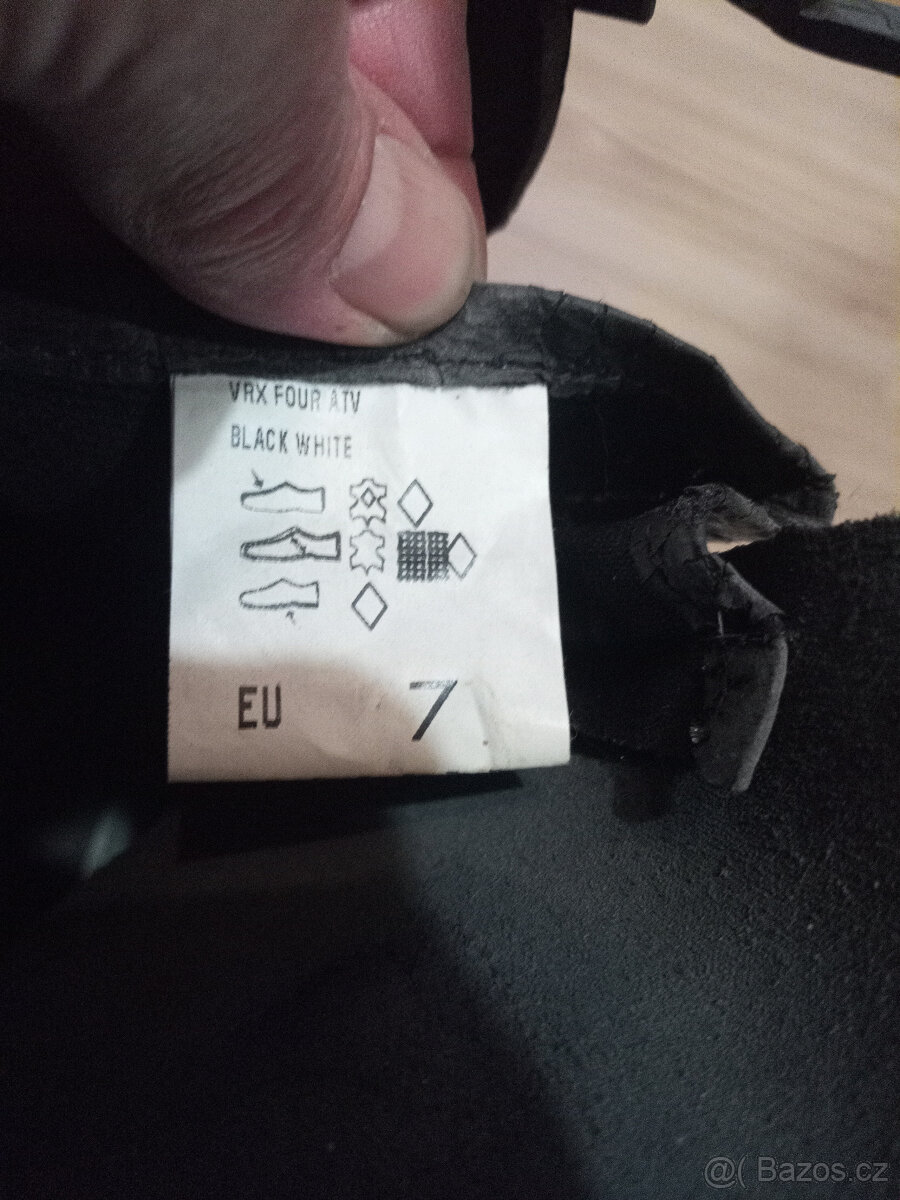 VRX FOUR ATV
BLACK WHITE
EU 7
@( Bazos.cz